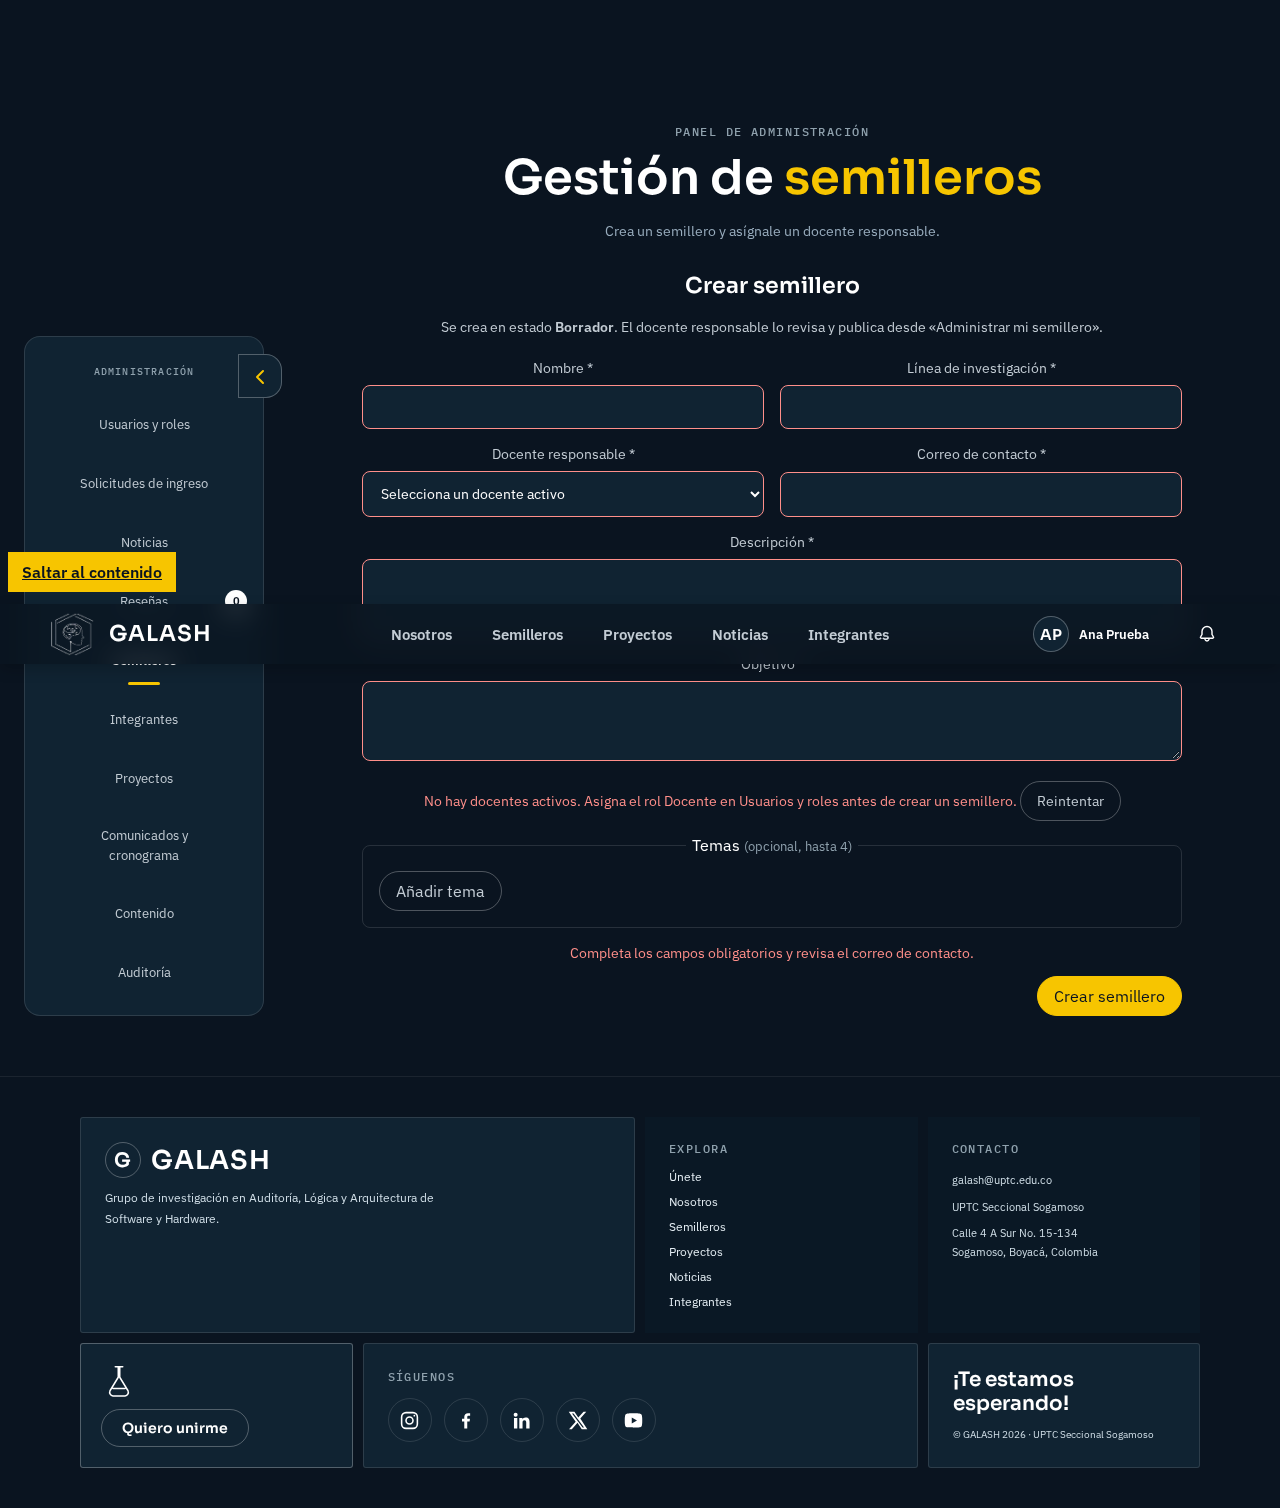 PANEL DE ADMINISTRACIÓN
Gestión de semilleros
Crea un semillero y asígnale un docente responsable.
Crear semillero
Se crea en estado Borrador. El docente responsable lo revisa y publica desde «Administrar mi semillero».
ADMINISTRACIÓN
Usuarios y roles
Solicitudes de ingreso
Noticias
Reseñas
Saltar al contenido
Nombre *
Línea de investigación *
Docente responsable *
Correo de contacto *
Selecciona un docente activo
Descripción *
GALASH
Nosotros
Semilleros
Proyectos
Noticias
Integrantes
AP
Ana Prueba
Objetivo
Integrantes
Proyectos
Comunicados y
cronograma
Contenido
Auditoría
No hay docentes activos. Asigna el rol Docente en Usuarios y roles antes de crear un semillero.
Reintentar
Temas (opcional, hasta 4)
Añadir tema
Completa los campos obligatorios y revisa el correo de contacto.
Crear semillero
G GALASH
Grupo de investigación en Auditoría, Lógica y Arquitectura de
Software y Hardware.
EXPLORA
Únete
Nosotros
Semilleros
Proyectos
Noticias
Integrantes
CONTACTO
galash@uptc.edu.co
UPTC Seccional Sogamoso
Calle 4 A Sur No. 15-134
Sogamoso, Boyacá, Colombia
Quiero unirme
SÍGUENOS
¡Te estamos
esperando!
© GALASH 2026 · UPTC Seccional Sogamoso